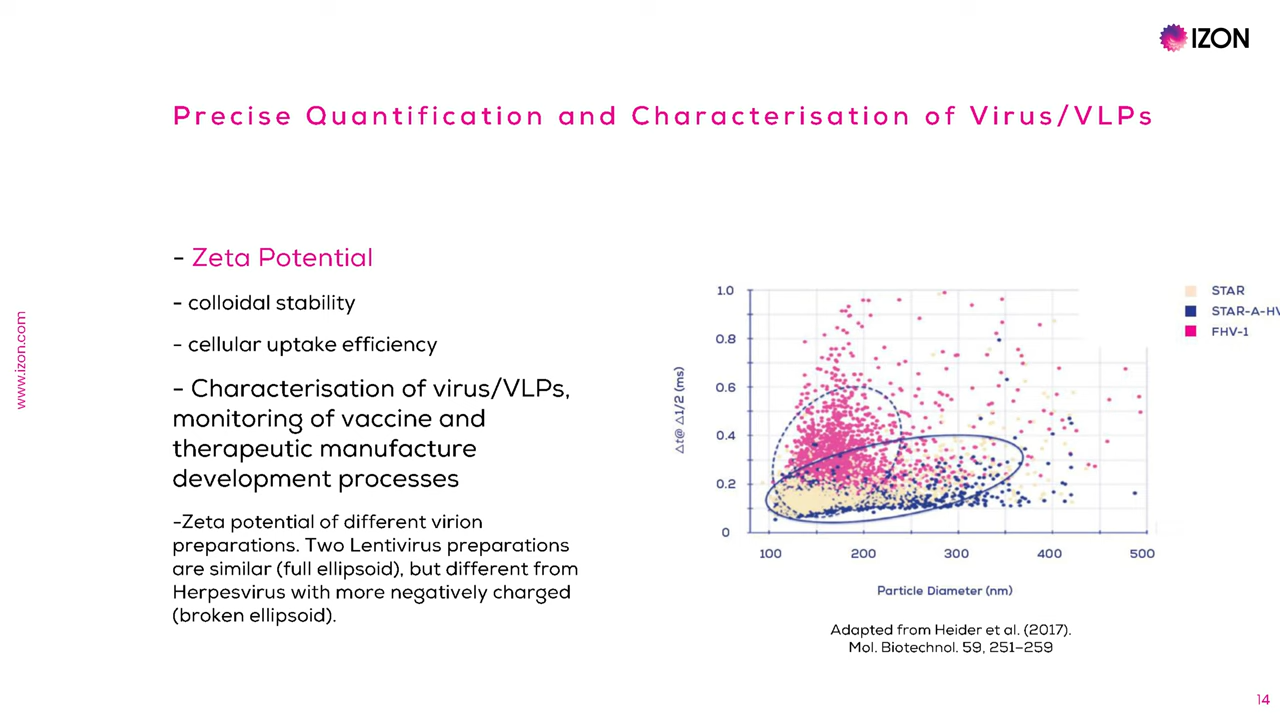 IZON
Precise Quantification and Characterisation of Virus/VLPs
www.izon.com
- Zeta Potential
- colloidal stability
- cellular uptake efficiency
- Characterisation of virus/VLPs,
monitoring of vaccine and
therapeutic manufacture
development processes
-Zeta potential of different virion
preparations. Two Lentivirus preparations
are similar (full ellipsoid), but different from
Herpesvirus with more negatively charged
(broken ellipsoid).
1.0
0.8
0.6
0.4
0.2
0
Δt@ Δ1/2 (ms)
100 200 300 400 500
Particle Diameter (nm)
STAR
STAR-A-HV
FHV-1
Adapted from Heider et al. (2017).
Mol. Biotechnol. 59, 251–259
14